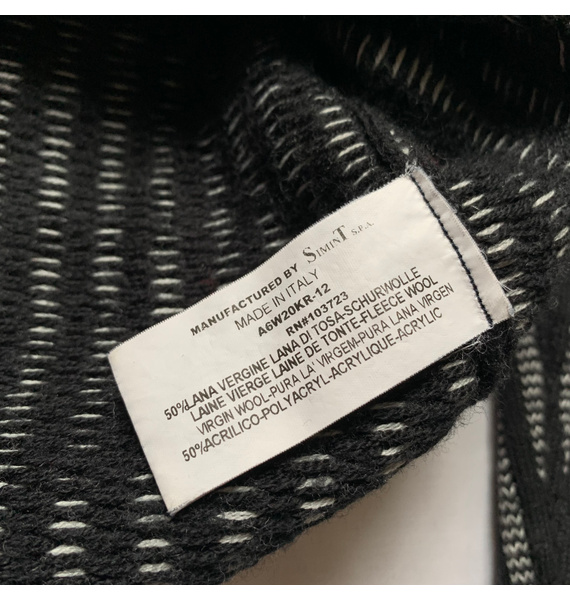 MANUFACTURED BY SIMINT S.P.A.
MADE IN ITALY
A6W20KR-12
RN#103723
50%LANA VERGINE LANA DI TOSA-SCHURWOLLE
LAINE VIERGE LAINE DE TONTE-FLEECE WOOL
VIRGIN WOOL-PURA LA' VIRGEM-PURA LANA VIRGEN
50%ACRILICO-POLYACRYL-ACRYLIQUE-ACRYLIC